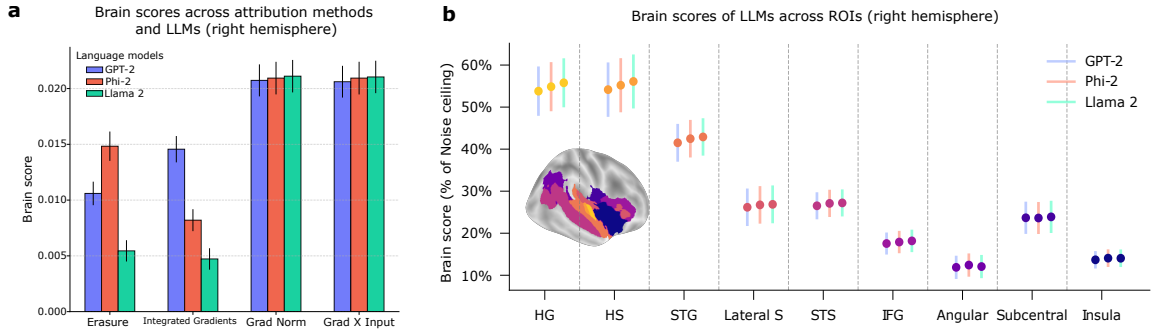 a
Brain scores across attribution methods
and LLMs (right hemisphere)
Language models
GPT-2
Phi-2
Llama 2
Brain score
0.020
0.015
0.010
0.005
0.000
Erasure
Integrated Gradients
Grad Norm
Grad X Input
b
Brain scores of LLMs across ROIs (right hemisphere)
Brain score (% of Noise ceiling)
60%
50%
40%
30%
20%
10%
GPT-2
Phi-2
Llama 2
HG
HS
STG
Lateral S
STS
IFG
Angular
Subcentral
Insula